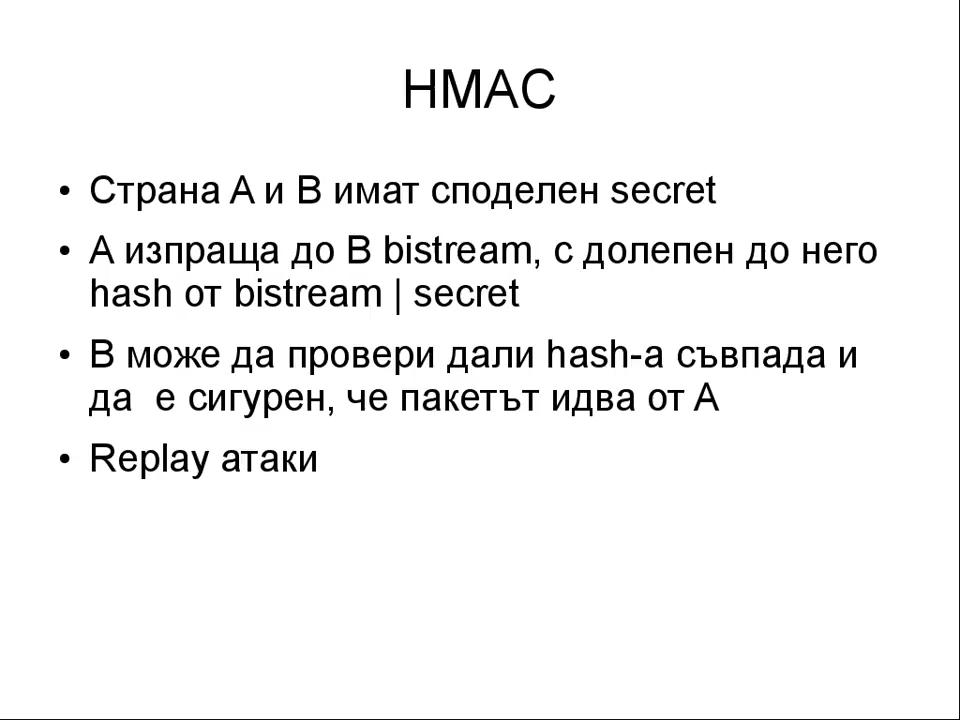 HMAC
• Страна A и B имат споделен secret
• A изпраща до B bistream, с долепен до него
hash от bistream | secret
• B може да провери дали hash-а съвпада и
да  е сигурен, че пакетът идва от A
• Replay атаки